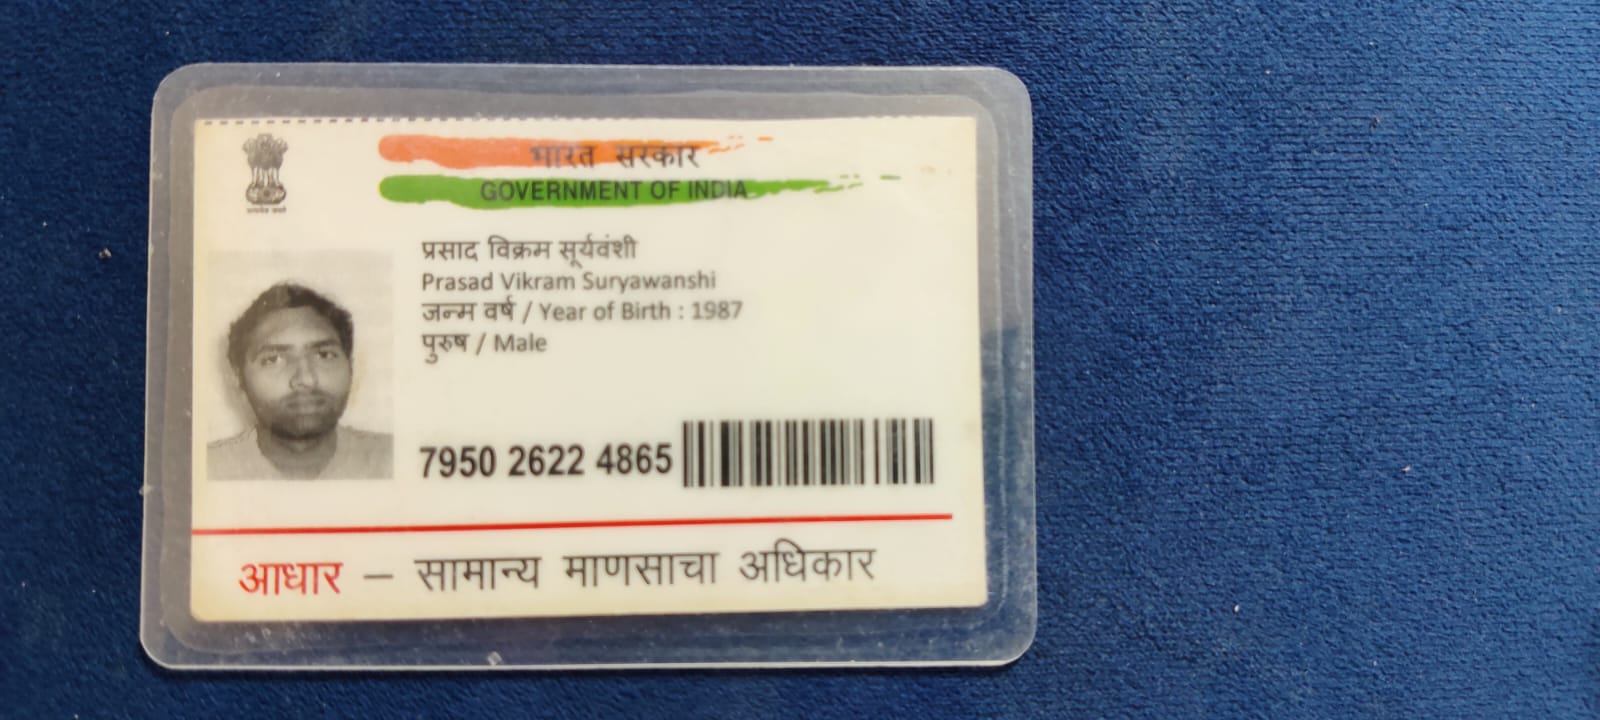 भारत सरकार
GOVERNMENT OF INDIA
प्रसाद विक्रम सूर्यवंशी
Prasad Vikram Suryawanshi
जन्म वर्ष / Year of Birth : 1987
पुरुष / Male
7950 2622 4865
आधार – सामान्य माणसाचा अधिकार